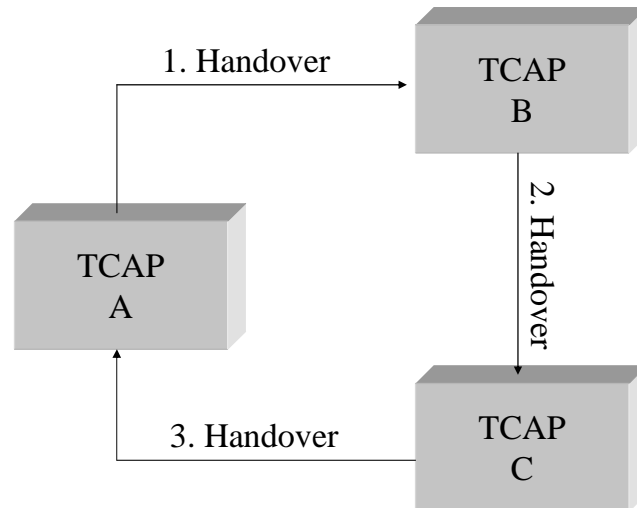 1. Handover
TCAP
B
2. Handover
TCAP
A
3. Handover
TCAP
C